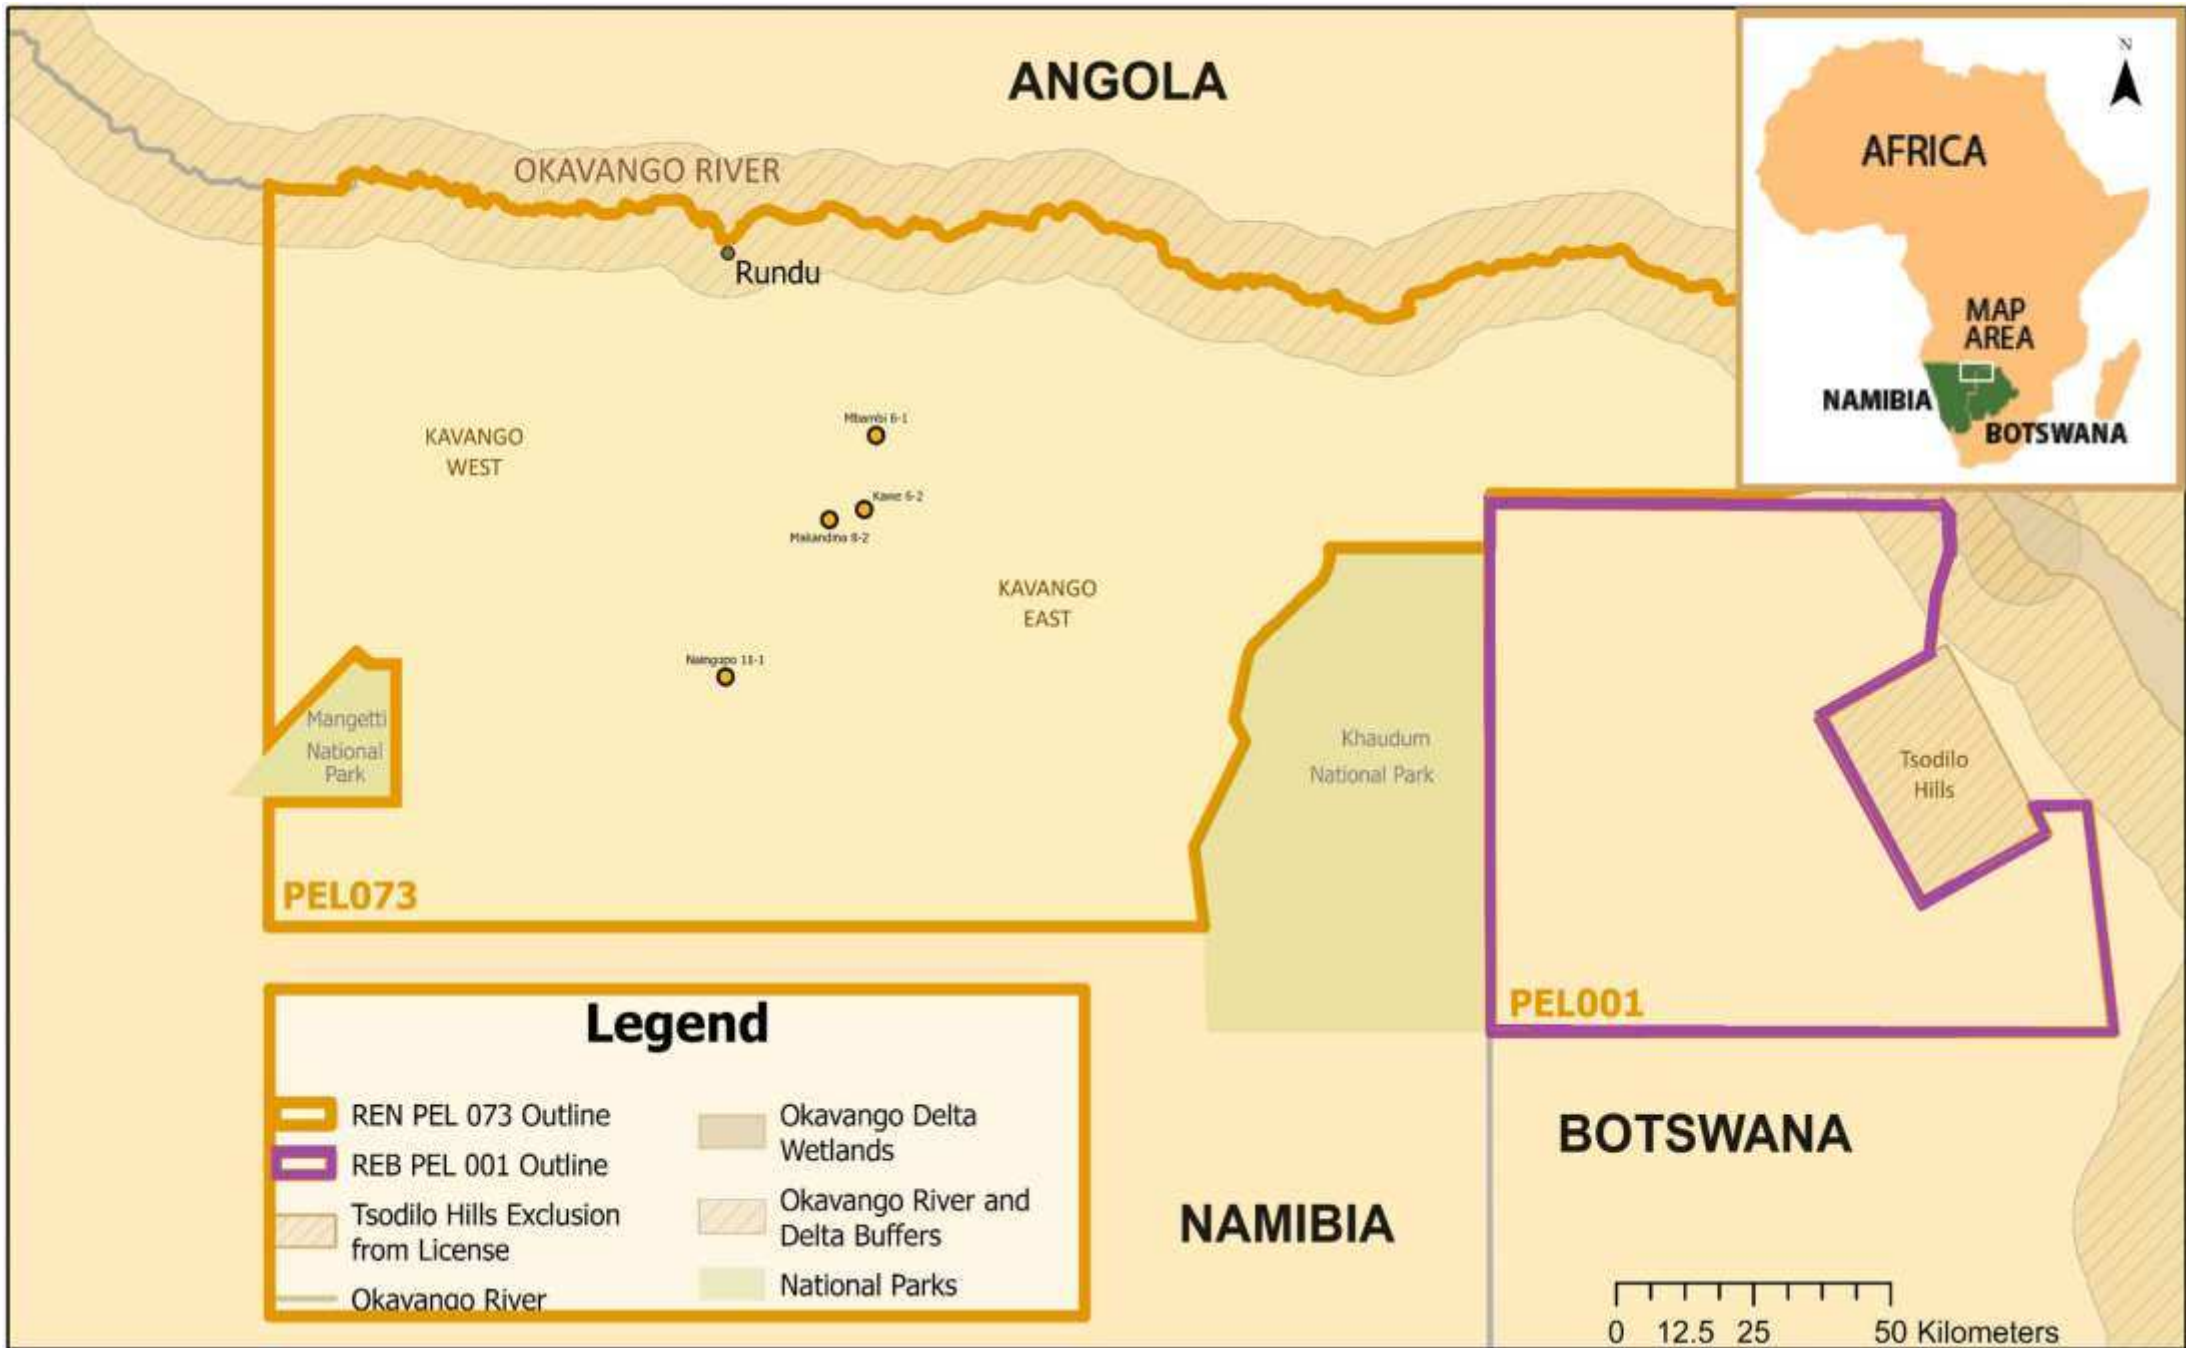 ANGOLA
N
AFRICA
MAP
AREA
NAMIBIA
BOTSWANA
OKAVANGO RIVER
Rundu
Mbambi 6-1
KAVANGO
WEST
Kawe 6-2
Makandina 8-2
KAVANGO
EAST
Naingopo 11-1
Mangetti
National
Park
Khaudum
National Park
Tsodilo
Hills
PEL073
PEL001
Legend
REN PEL 073 Outline
REB PEL 001 Outline
Tsodilo Hills Exclusion
from License
Okavango River
Okavango Delta
Wetlands
Okavango River and
Delta Buffers
National Parks
BOTSWANA
NAMIBIA
0 12.5 25 50 Kilometers